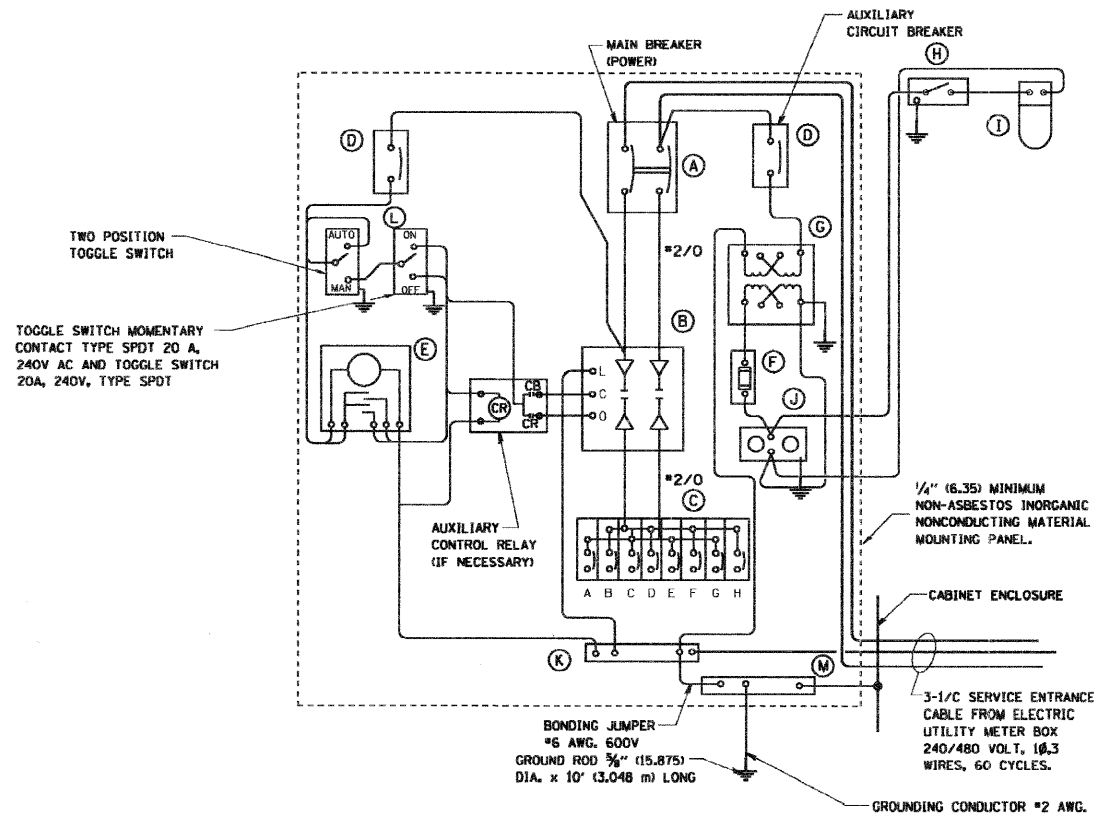 AUXILIARY
CIRCUIT BREAKER
MAIN BREAKER
(POWER)
H
I
D
D
A
G
L
TWO POSITION
TOGGLE SWITCH
AUTO
MAN
ON
OFF
#2/0
TOGGLE SWITCH MOMENTARY
CONTACT TYPE SPDT 20 A,
240V AC AND TOGGLE SWITCH
20A, 240V, TYPE SPDT
E
B
F
J
CR
CB
CR
L
C
O
#2/0
C
AUXILIARY
CONTROL RELAY
(IF NECESSARY)
A B C D E F G H
1/4" (6.35) MINIMUM
NON-ASBESTOS INORGANIC
NONCONDUCTING MATERIAL
MOUNTING PANEL.
CABINET ENCLOSURE
K
M
3-1/C SERVICE ENTRANCE
CABLE FROM ELECTRIC
UTILITY METER BOX
240/480 VOLT, 1Ø,3
WIRES, 60 CYCLES.
BONDING JUMPER
#6 AWG. 600V
GROUND ROD 5/8" (15.875)
DIA. x 10' (3.048 m) LONG
GROUNDING CONDUCTOR #2 AWG.